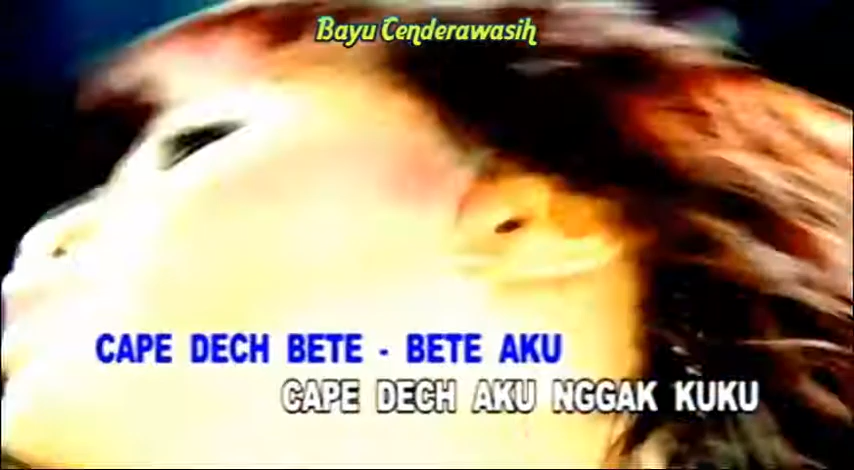 Bayu Cenderawasih
CAPE DECH BETE - BETE AKU
CAPE DECH AKU NGGAK KUKU